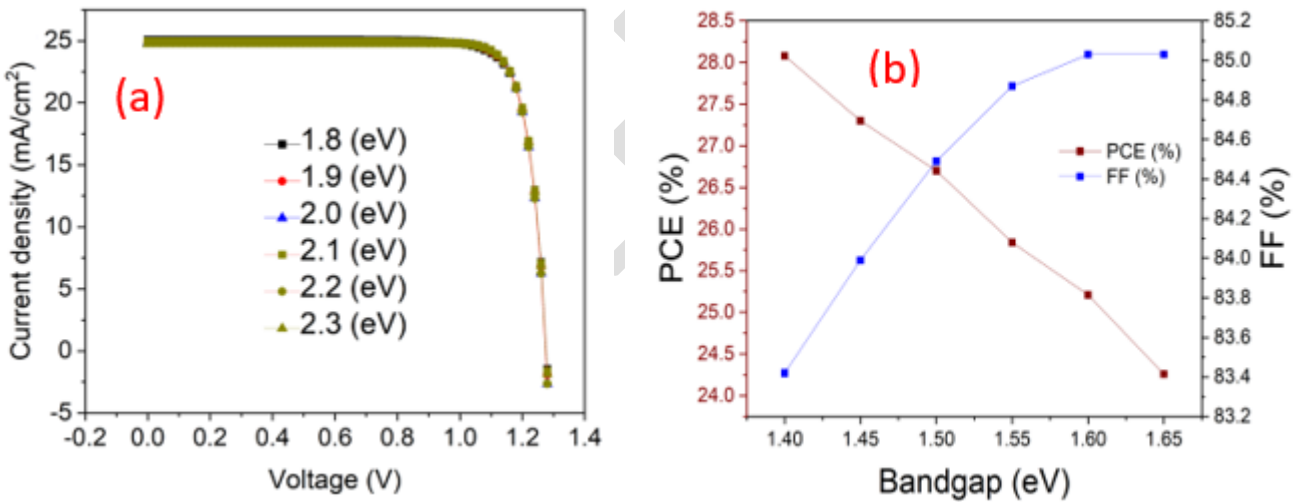 (a)
Current density (mA/cm²)
25
20
15
10
5
0
-5
1.8 (eV)
1.9 (eV)
2.0 (eV)
2.1 (eV)
2.2 (eV)
2.3 (eV)
-0.2 0.0 0.2 0.4 0.6 0.8 1.0 1.2 1.4
Voltage (V)
(b)
PCE (%)
28.5
28.0
27.5
27.0
26.5
26.0
25.5
25.0
24.5
24.0
PCE (%)
FF (%)
85.2
85.0
84.8
84.6
84.4
84.2
84.0
83.8
83.6
83.4
83.2
FF (%)
1.40 1.45 1.50 1.55 1.60 1.65
Bandgap (eV)